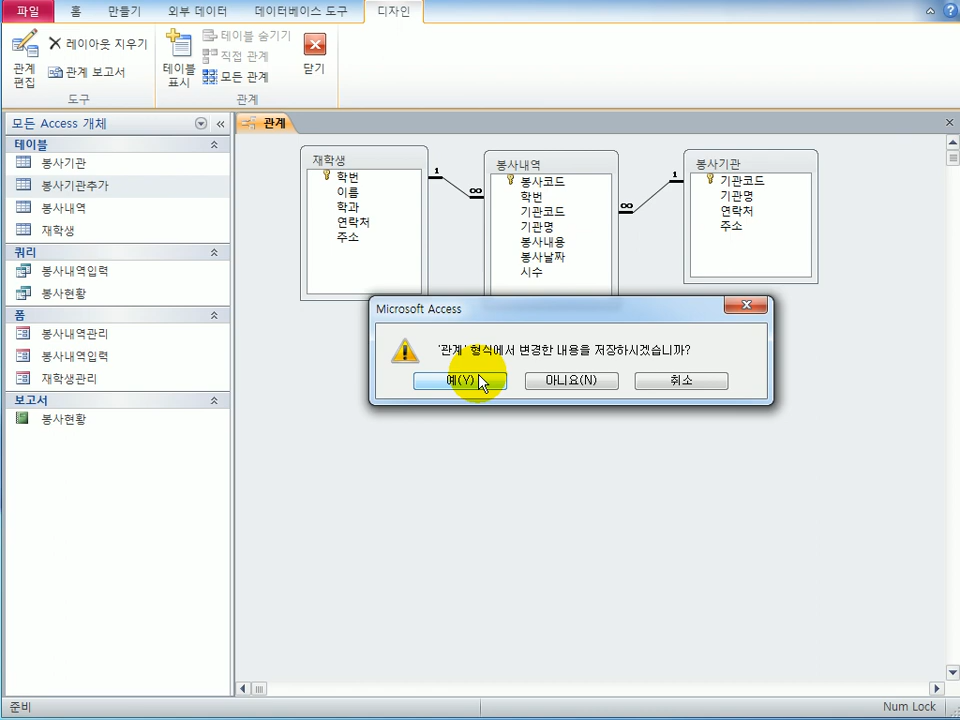 파일 홈 만들기 외부 데이터 데이터베이스 도구 디자인
관계 편집
레이아웃 지우기
관계 보고서
도구
테이블 표시
테이블 숨기기
직접 관계
모든 관계
닫기
관계
모든 Access 개체
테이블
봉사기관
봉사기관추가
봉사내역
재학생
쿼리
봉사내역입력
봉사현황
폼
봉사내역관리
봉사내역입력
재학생관리
보고서
봉사현황
관계
재학생
학번
이름
학과
연락처
주소
1
∞
봉사내역
봉사코드
학번
기관코드
기관명
봉사내용
봉사날짜
시수
∞
1
봉사기관
기관코드
기관명
연락처
주소
Microsoft Access
'관계' 형식에서 변경한 내용을 저장하시겠습니까?
예(Y) 아니요(N) 취소
준비
Num Lock